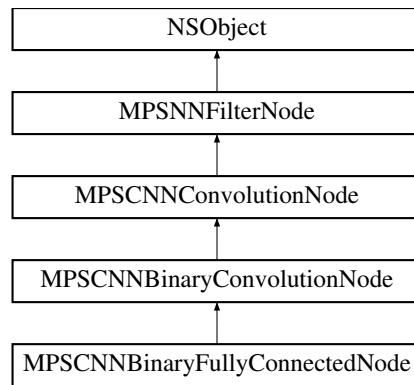 NSObject
MPSNNFilterNode
MPSCNNConvolutionNode
MPSCNNBinaryConvolutionNode
MPSCNNBinaryFullyConnectedNode